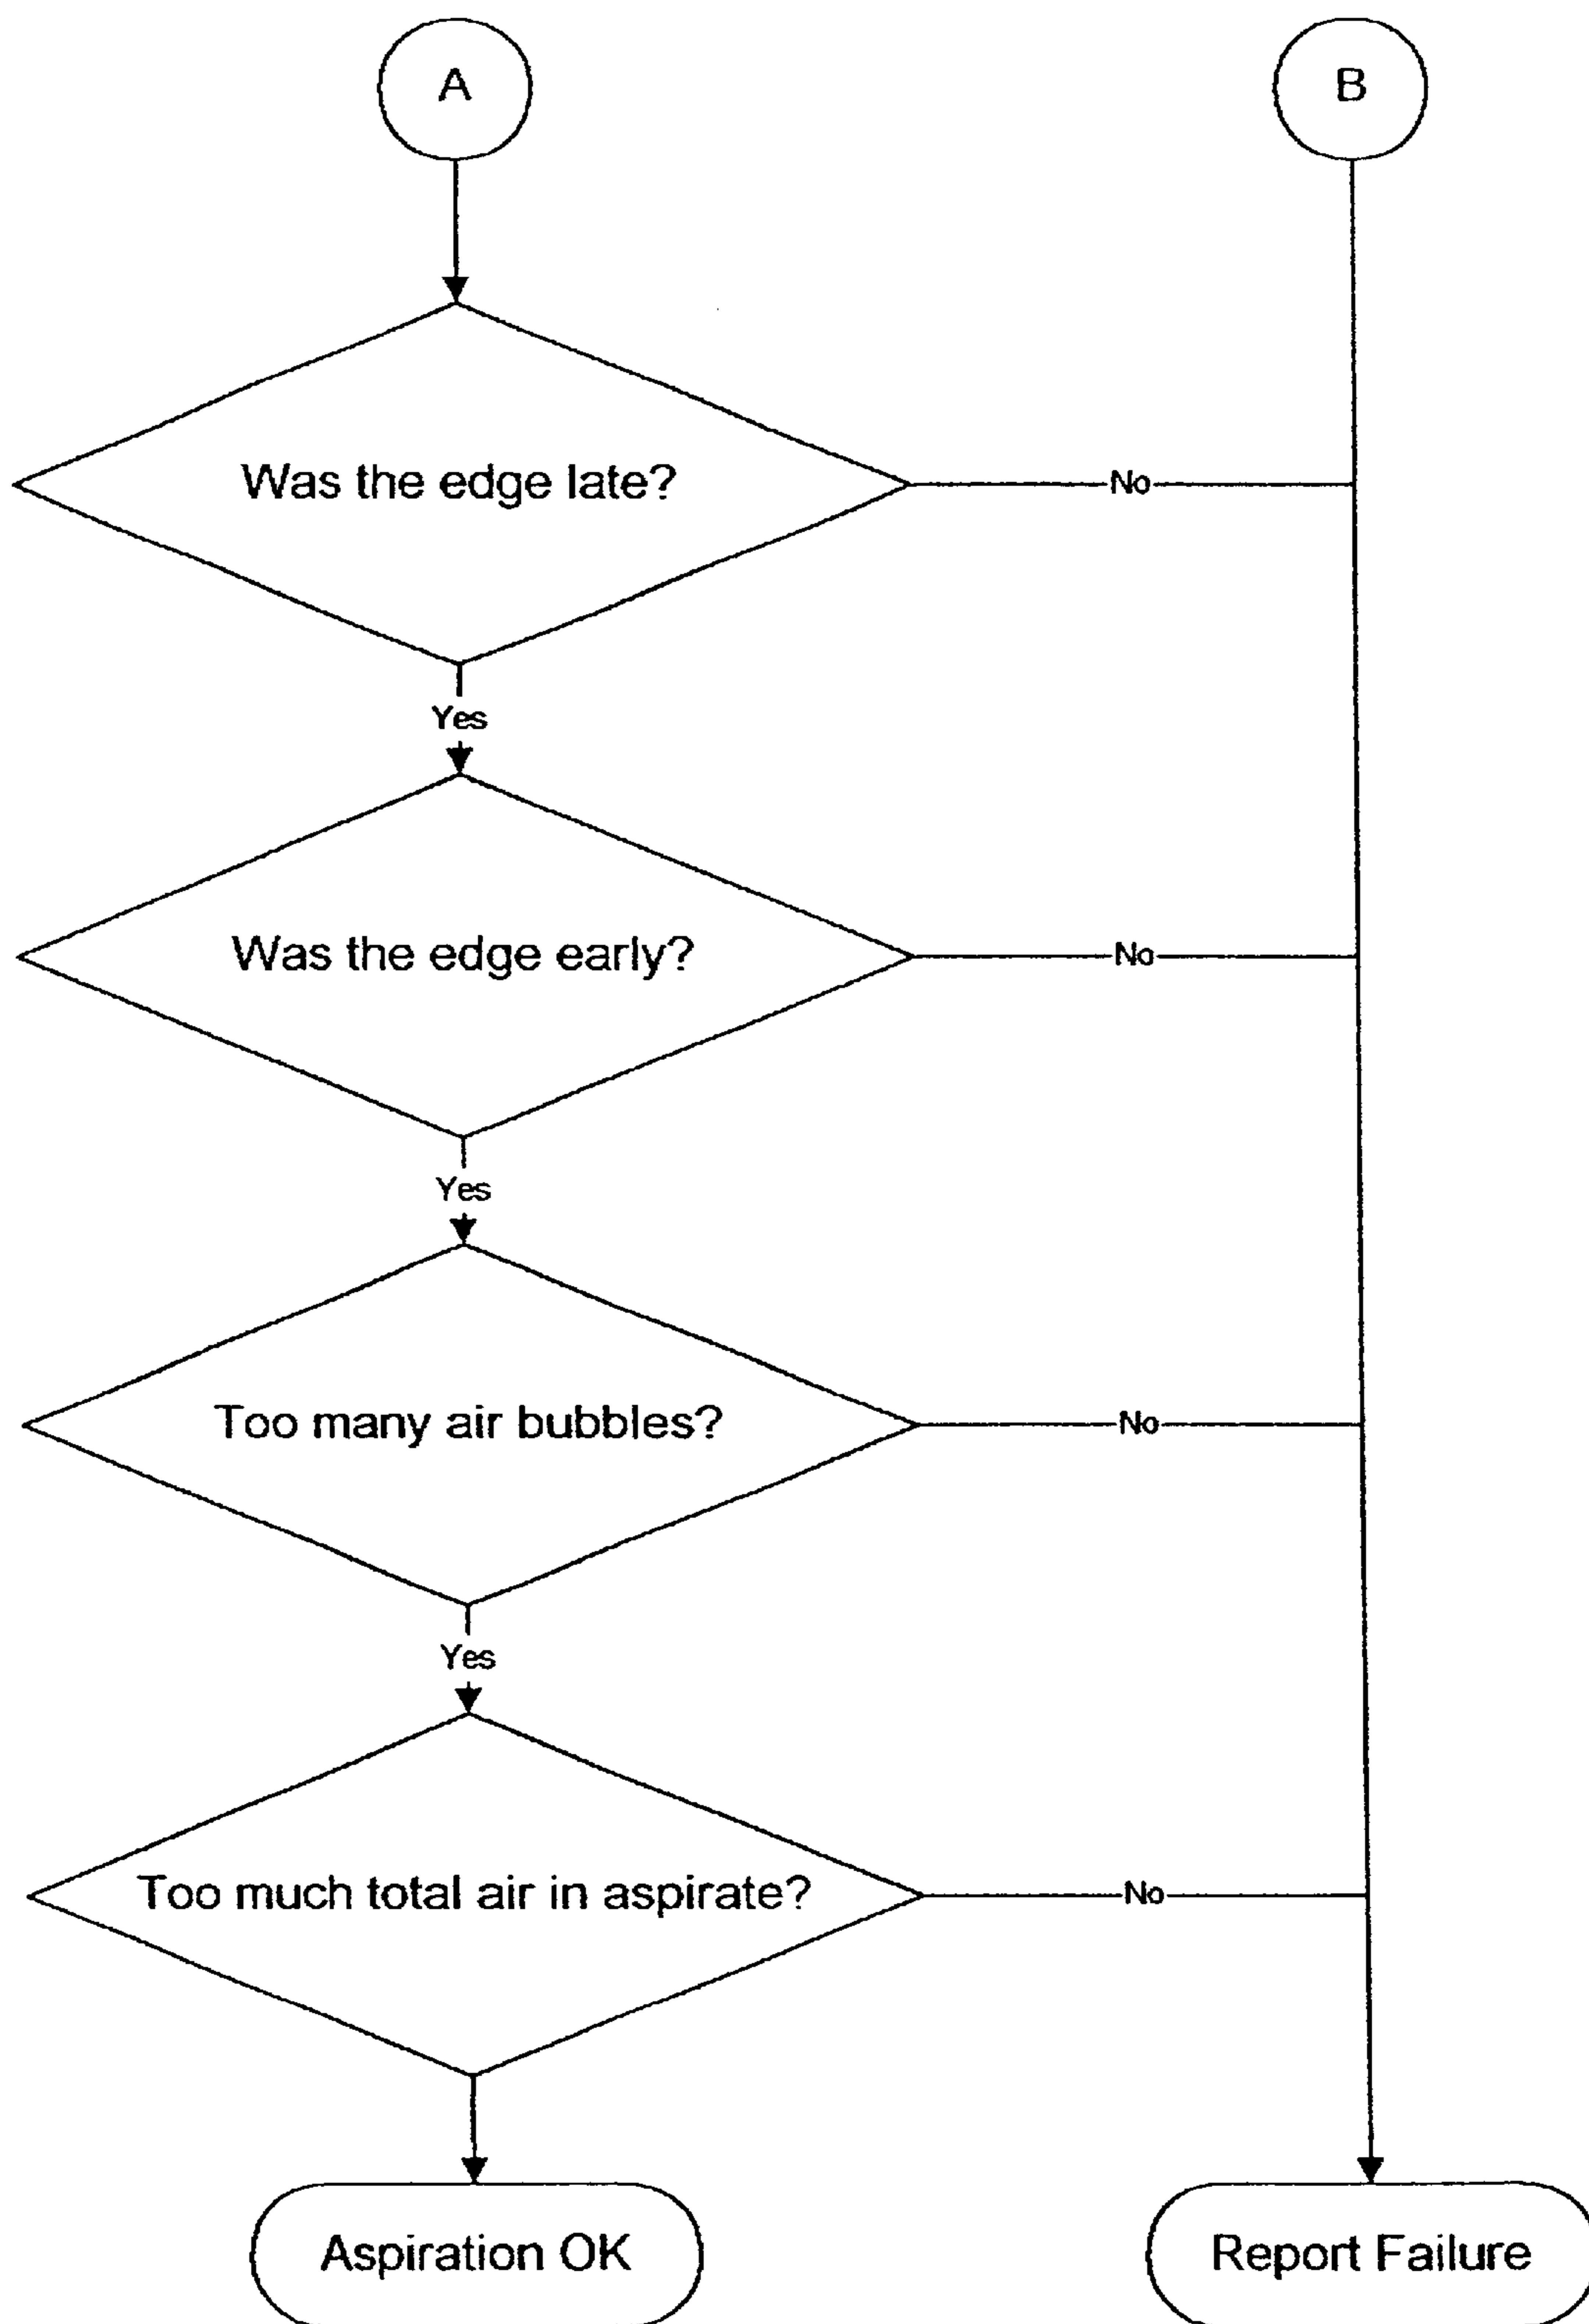 A
B
Was the edge late?
No
Yes
Was the edge early?
No
Yes
Too many air bubbles?
No
Yes
Too much total air in aspirate?
No
Aspiration OK
Report Failure